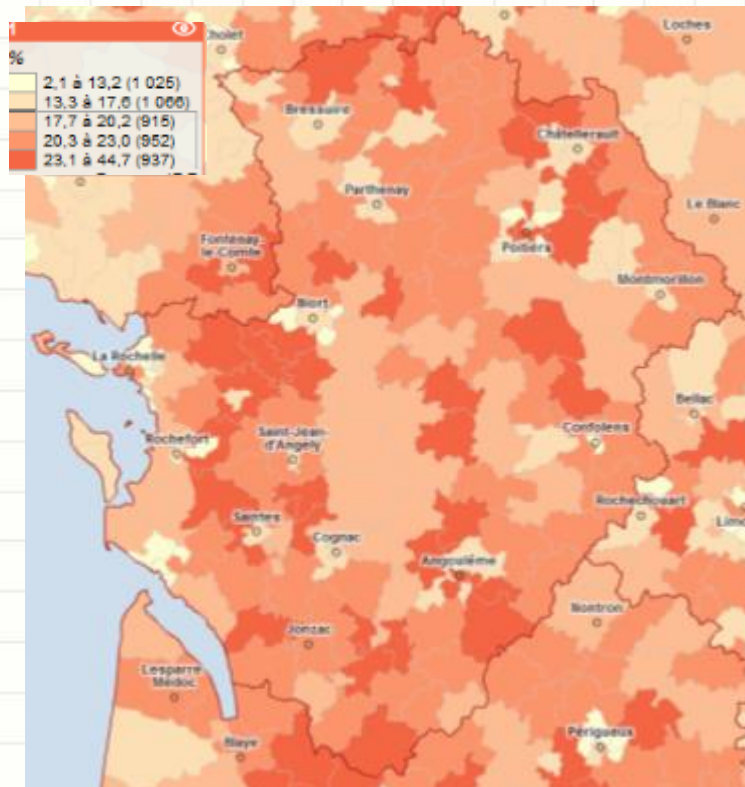 Cholet
Loches
%
2,1 à 13,2 (1 025)
13,3 à 17,6 (1 066)
17,7 à 20,2 (915)
20,3 à 23,0 (952)
23,1 à 44,7 (937)
Bressuire
Châtellerault
Parthenay
Le Blanc
Fontenay-
le-Comte
Poitiers
Montmorillon
Niort
La Rochelle
Bellac
Rochefort
Saint-Jean-
d'Angely
Confolens
Rochechouart
Saintes
Limo
Cognac
Angoulême
Nontron
Jonzac
Lesparre-
Médoc
Périgueux
Blaye